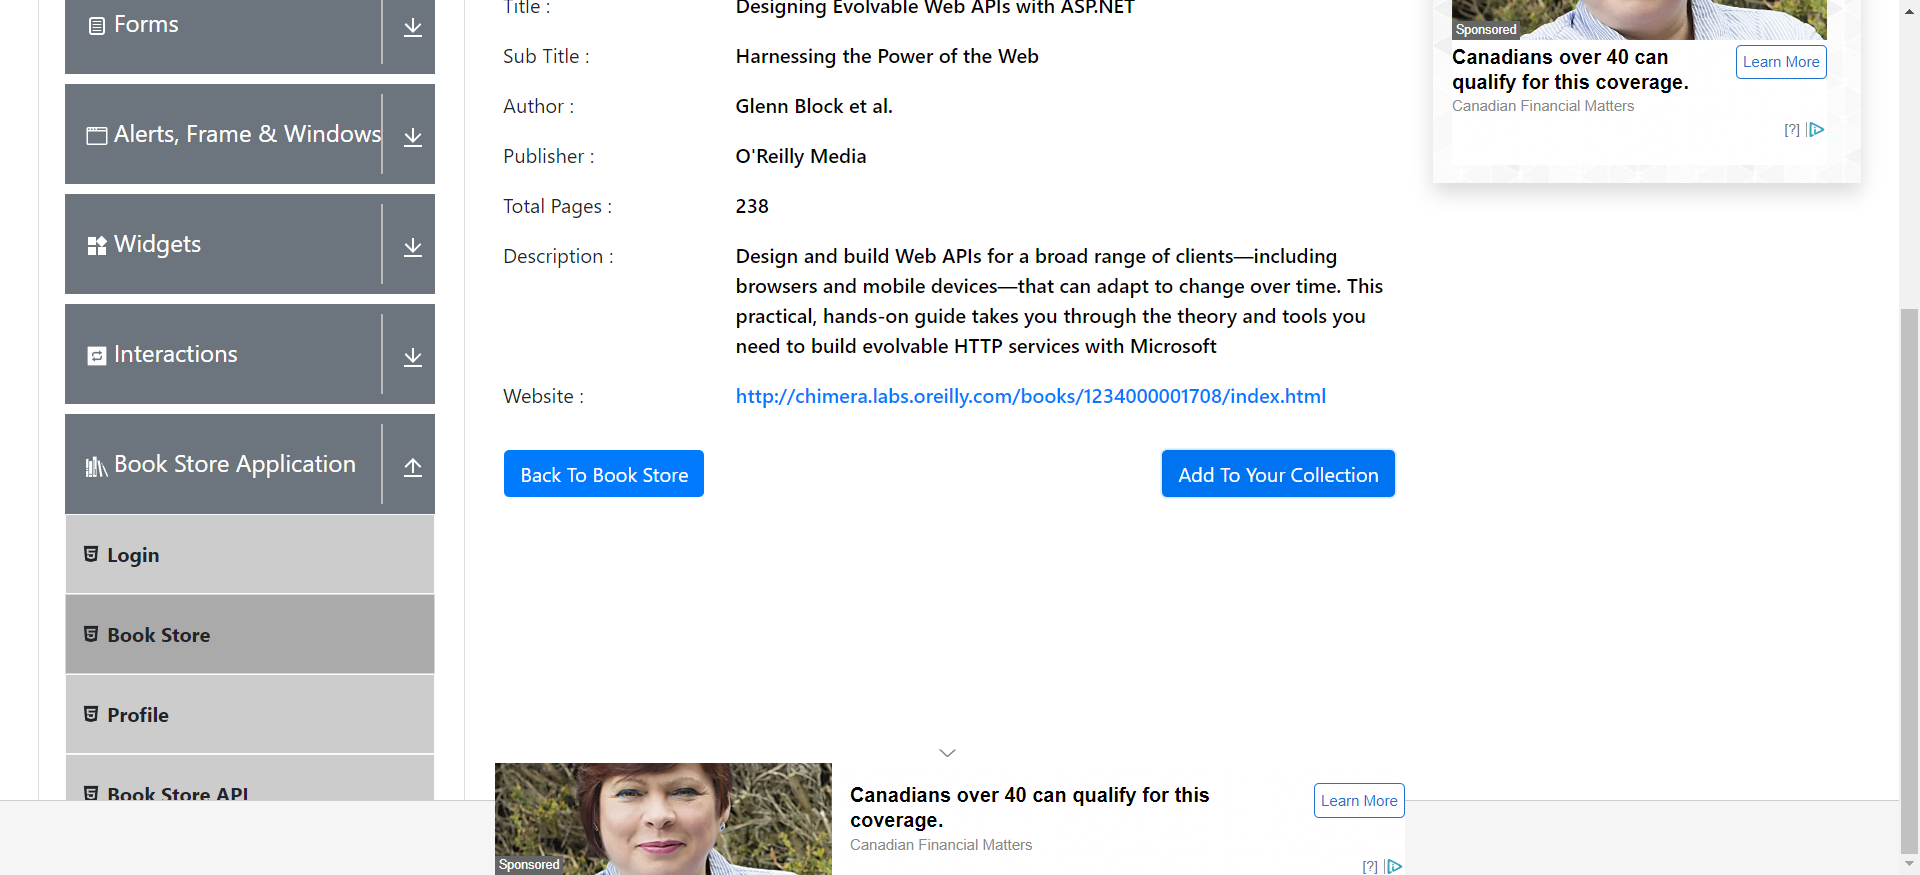 Forms
Alerts, Frame & Windows
Widgets
Interactions
Book Store Application
Login
Book Store
Profile
Book Store API
Title :
Designing Evolvable Web APIs with ASP.NET
Sub Title :
Harnessing the Power of the Web
Author :
Glenn Block et al.
Publisher :
O'Reilly Media
Total Pages :
238
Description :
Design and build Web APIs for a broad range of clients—including
browsers and mobile devices—that can adapt to change over time. This
practical, hands-on guide takes you through the theory and tools you
need to build evolvable HTTP services with Microsoft
Website :
http://chimera.labs.oreilly.com/books/1234000001708/index.html
Back To Book Store
Add To Your Collection
Sponsored
Canadians over 40 can
qualify for this coverage.
Learn More
Canadian Financial Matters
[?]
Sponsored
Canadians over 40 can qualify for this
coverage.
Learn More
Canadian Financial Matters
[?]